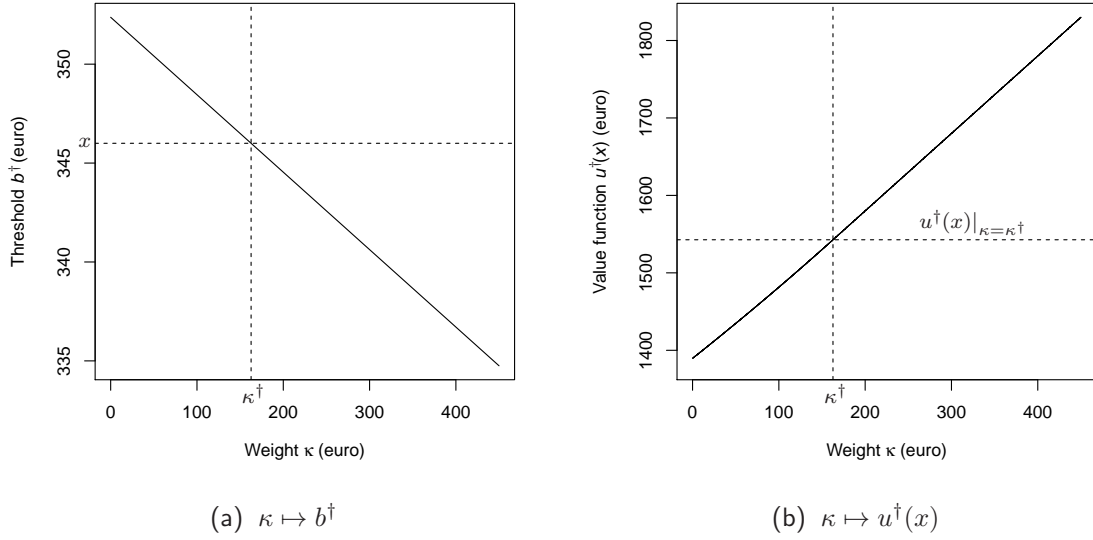 Threshold b† (euro)
335 340 345 350
x
0 100 200 300 400
κ†
Weight κ (euro)
(a) κ ↦ b†
Value function u†(x) (euro)
1400 1500 1600 1700 1800
u†(x)|κ=κ†
0 100 200 300 400
κ†
Weight κ (euro)
(b) κ ↦ u†(x)